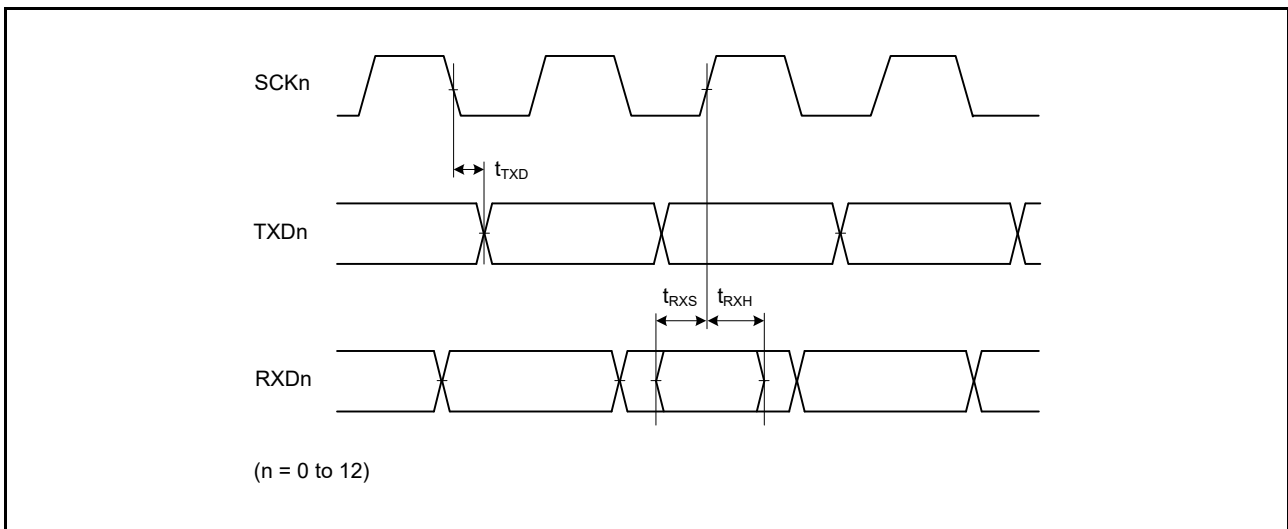 SCKn
tTXD
TXDn
tRXS tRXH
RXDn
(n = 0 to 12)